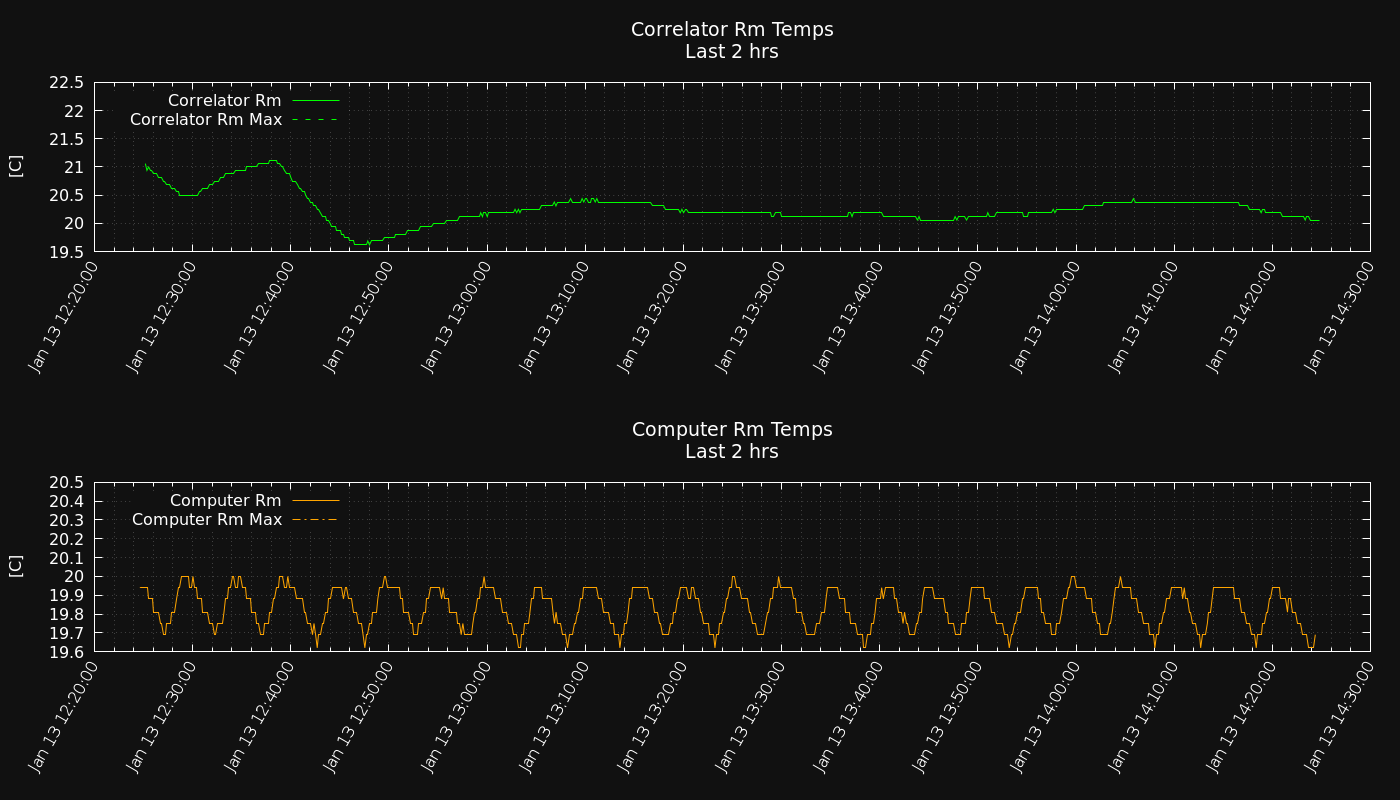 Correlator Rm Temps
Last 2 hrs
22.5
22
21.5
21
20.5
20
19.5
[C]
Correlator Rm
Correlator Rm Max
Jan 13 12:20:00
Jan 13 12:30:00
Jan 13 12:40:00
Jan 13 12:50:00
Jan 13 13:00:00
Jan 13 13:10:00
Jan 13 13:20:00
Jan 13 13:30:00
Jan 13 13:40:00
Jan 13 13:50:00
Jan 13 14:00:00
Jan 13 14:10:00
Jan 13 14:20:00
Jan 13 14:30:00
Computer Rm Temps
Last 2 hrs
20.5
20.4
20.3
20.2
20.1
20
19.9
19.8
19.7
19.6
[C]
Computer Rm
Computer Rm Max
Jan 13 12:20:00
Jan 13 12:30:00
Jan 13 12:40:00
Jan 13 12:50:00
Jan 13 13:00:00
Jan 13 13:10:00
Jan 13 13:20:00
Jan 13 13:30:00
Jan 13 13:40:00
Jan 13 13:50:00
Jan 13 14:00:00
Jan 13 14:10:00
Jan 13 14:20:00
Jan 13 14:30:00